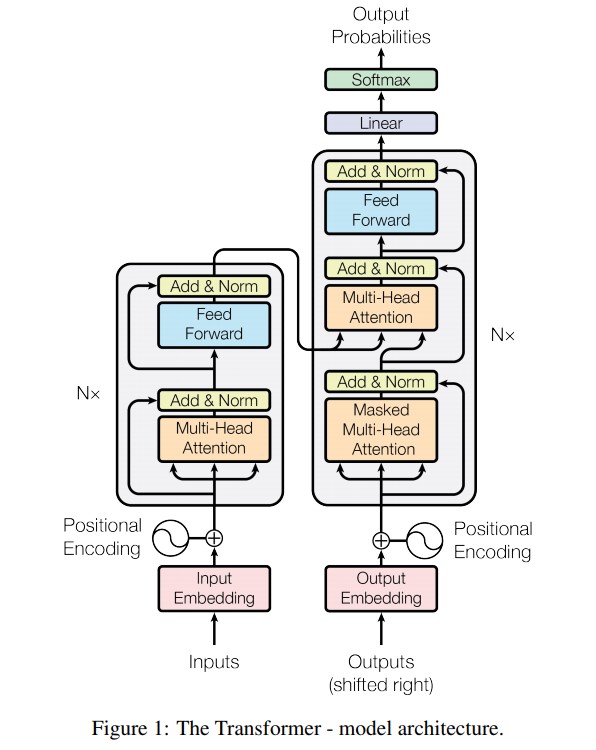 Output
Probabilities
Softmax
Linear
Add & Norm
Feed
Forward
Add & Norm
Multi-Head
Attention
Add & Norm
Masked
Multi-Head
Attention
N×
Positional
Encoding
Output
Embedding
Outputs
(shifted right)
Add & Norm
Feed
Forward
Add & Norm
Multi-Head
Attention
N×
Positional
Encoding
Input
Embedding
Inputs
Figure 1: The Transformer - model architecture.